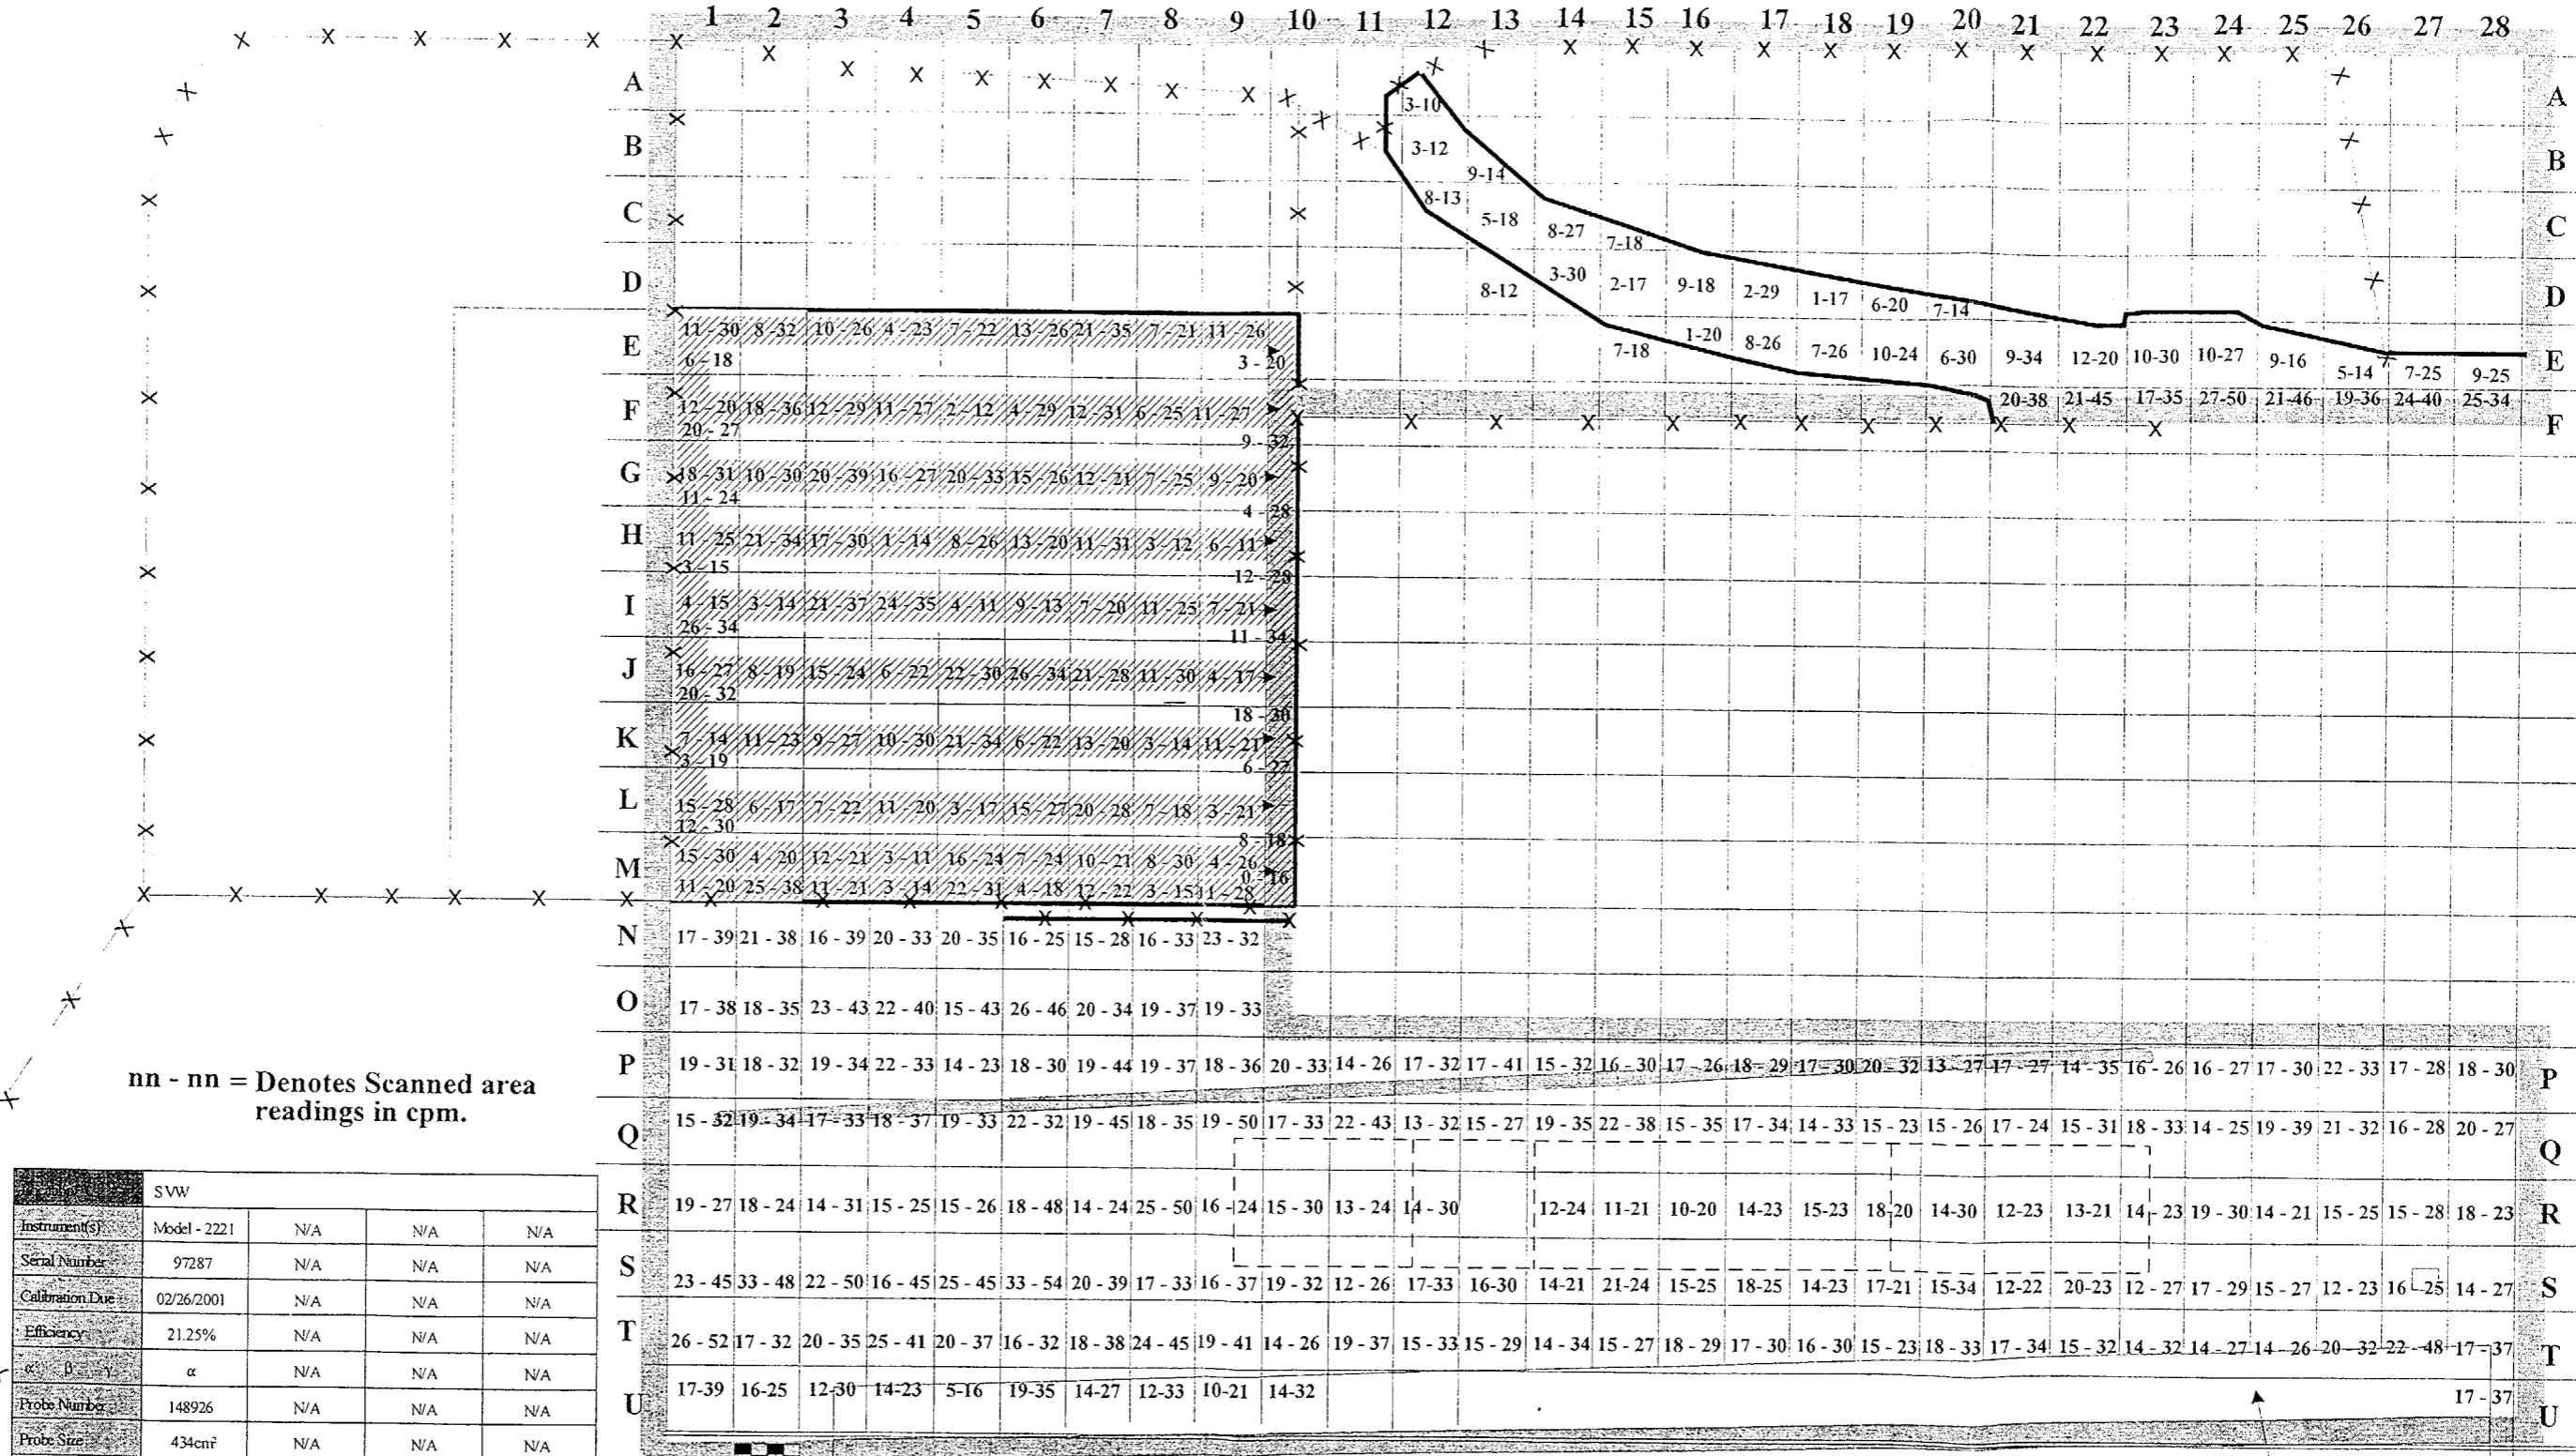 1 2 3 4 5 6 7 8 9 10 11 12 13 14 15 16 17 18 19 20 21 22 23 24 25 26 27 28
A 3-10 A
B 3-12 B
9-14
C 8-13 5-18 8-27 7-18 C
D 8-12 3-30 2-17 9-18 2-29 1-17 6-20 7-14 D
11 - 30 8 - 32 10 - 26 4 - 23 7 - 22 13 - 26 21 - 35 7 - 21 11 - 26
E 6 - 18 3 - 20 7-18 1-20 8-26 7-26 10-24 6-30 9-34 12-20 10-30 10-27 9-16 5-14 7-25 9-25 E
F 12 - 20 18 - 36 12 - 29 11 - 27 2 - 12 4 - 29 12 - 31 6 - 25 11 - 27 20-38 21-45 17-35 27-50 21-46 19-36 24-40 25-34 F
20 - 27 9 - 32
G 18 - 31 10 - 30 20 - 39 16 - 27 20 - 33 15 - 26 12 - 21 7 - 25 9 - 20
11 - 24 4 - 28
H 11 - 25 21 - 34 17 - 30 1 - 14 8 - 26 13 - 20 11 - 31 3 - 12 6 - 11
3 - 15 12 - 28
I 4 - 15 3 - 14 21 - 37 24 - 35 4 - 11 9 - 13 7 - 20 11 - 25 7 - 21
26 - 34 11 - 34
J 16 - 27 8 - 19 15 - 24 6 - 22 22 - 30 26 - 34 21 - 28 11 - 30 4 - 17
20 - 32 18 - 30
K 7 - 14 11 - 23 9 - 27 10 - 30 21 - 34 6 - 22 13 - 20 3 - 14 11 - 21
3 - 19 6 - 27
L 15 - 28 6 - 17 7 - 22 11 - 20 3 - 17 15 - 27 20 - 28 7 - 18 3 - 21
12 - 30 8 - 18
M 15 - 30 4 - 20 12 - 21 3 - 11 16 - 24 7 - 24 10 - 21 8 - 30 4 - 26
0 - 16
11 - 20 25 - 38 11 - 21 3 - 14 22 - 31 4 - 18 12 - 22 3 - 15 11 - 28
N 17 - 39 21 - 38 16 - 39 20 - 33 20 - 35 16 - 25 15 - 28 16 - 33 23 - 32
O 17 - 38 18 - 35 23 - 43 22 - 40 15 - 43 26 - 46 20 - 34 19 - 37 19 - 33
P 19 - 31 18 - 32 19 - 34 22 - 33 14 - 23 18 - 30 19 - 44 19 - 37 18 - 36 20 - 33 14 - 26 17 - 32 17 - 41 15 - 32 16 - 30 17 - 26 18 - 29 17 - 30 20 - 32 13 - 27 17 - 27 14 - 35 16 - 26 16 - 27 17 - 30 22 - 33 17 - 28 18 - 30 P
Q 15 - 32 19 - 34 17 - 33 18 - 37 19 - 33 22 - 32 19 - 45 18 - 35 19 - 50 17 - 33 22 - 43 13 - 32 15 - 27 19 - 35 22 - 38 15 - 35 17 - 34 14 - 33 15 - 23 15 - 26 17 - 24 15 - 31 18 - 33 14 - 25 19 - 39 21 - 32 16 - 28 20 - 27 Q
R 19 - 27 18 - 24 14 - 31 15 - 25 15 - 26 18 - 48 14 - 24 25 - 50 16 - 24 15 - 30 13 - 24 14 - 30 12-24 11-21 10-20 14-23 15-23 18-20 14-30 12-23 13-21 14 - 23 19 - 30 14 - 21 15 - 25 15 - 28 18 - 23 R
S 23 - 45 33 - 48 22 - 50 16 - 45 25 - 45 33 - 54 20 - 39 17 - 33 16 - 37 19 - 32 12 - 26 17-33 16-30 14-21 21-24 15-25 18-25 14-23 17-21 15-34 12-22 20-23 12 - 27 17 - 29 15 - 27 12 - 23 16 - 25 14 - 27 S
T 26 - 52 17 - 32 20 - 35 25 - 41 20 - 37 16 - 32 18 - 38 24 - 45 19 - 41 14 - 26 19 - 37 15 - 33 15 - 29 14 - 34 15 - 27 18 - 29 17 - 30 16 - 30 15 - 23 18 - 33 17 - 34 15 - 32 14 - 32 14 - 27 14 - 26 20 - 32 22 - 48 17 - 37 T
U 17-39 16-25 12-30 14-23 5-16 19-35 14-27 12-33 10-21 14-32 17 - 37 U
nn - nn = Denotes Scanned area
readings in cpm.
SVW
Instrument(s) Model - 2221 N/A N/A N/A
Serial Number 97287 N/A N/A N/A
Calibration Due 02/26/2001 N/A N/A N/A
Efficiency 21.25% N/A N/A N/A
α β γ α N/A N/A N/A
Probe Number 148926 N/A N/A N/A
Probe Size 434cm² N/A N/A N/A